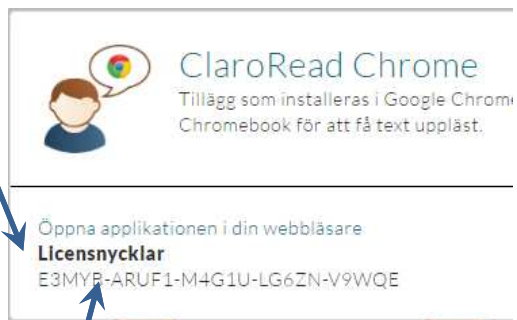 ClaroRead Chrome
Tillägg som installeras i Google Chrome
Chromebook för att få text uppläst.
Öppna applikationen i din webbläsare
Licensnycklar
E3MYB-ARUF1-M4G1U-LG6ZN-V9WQE